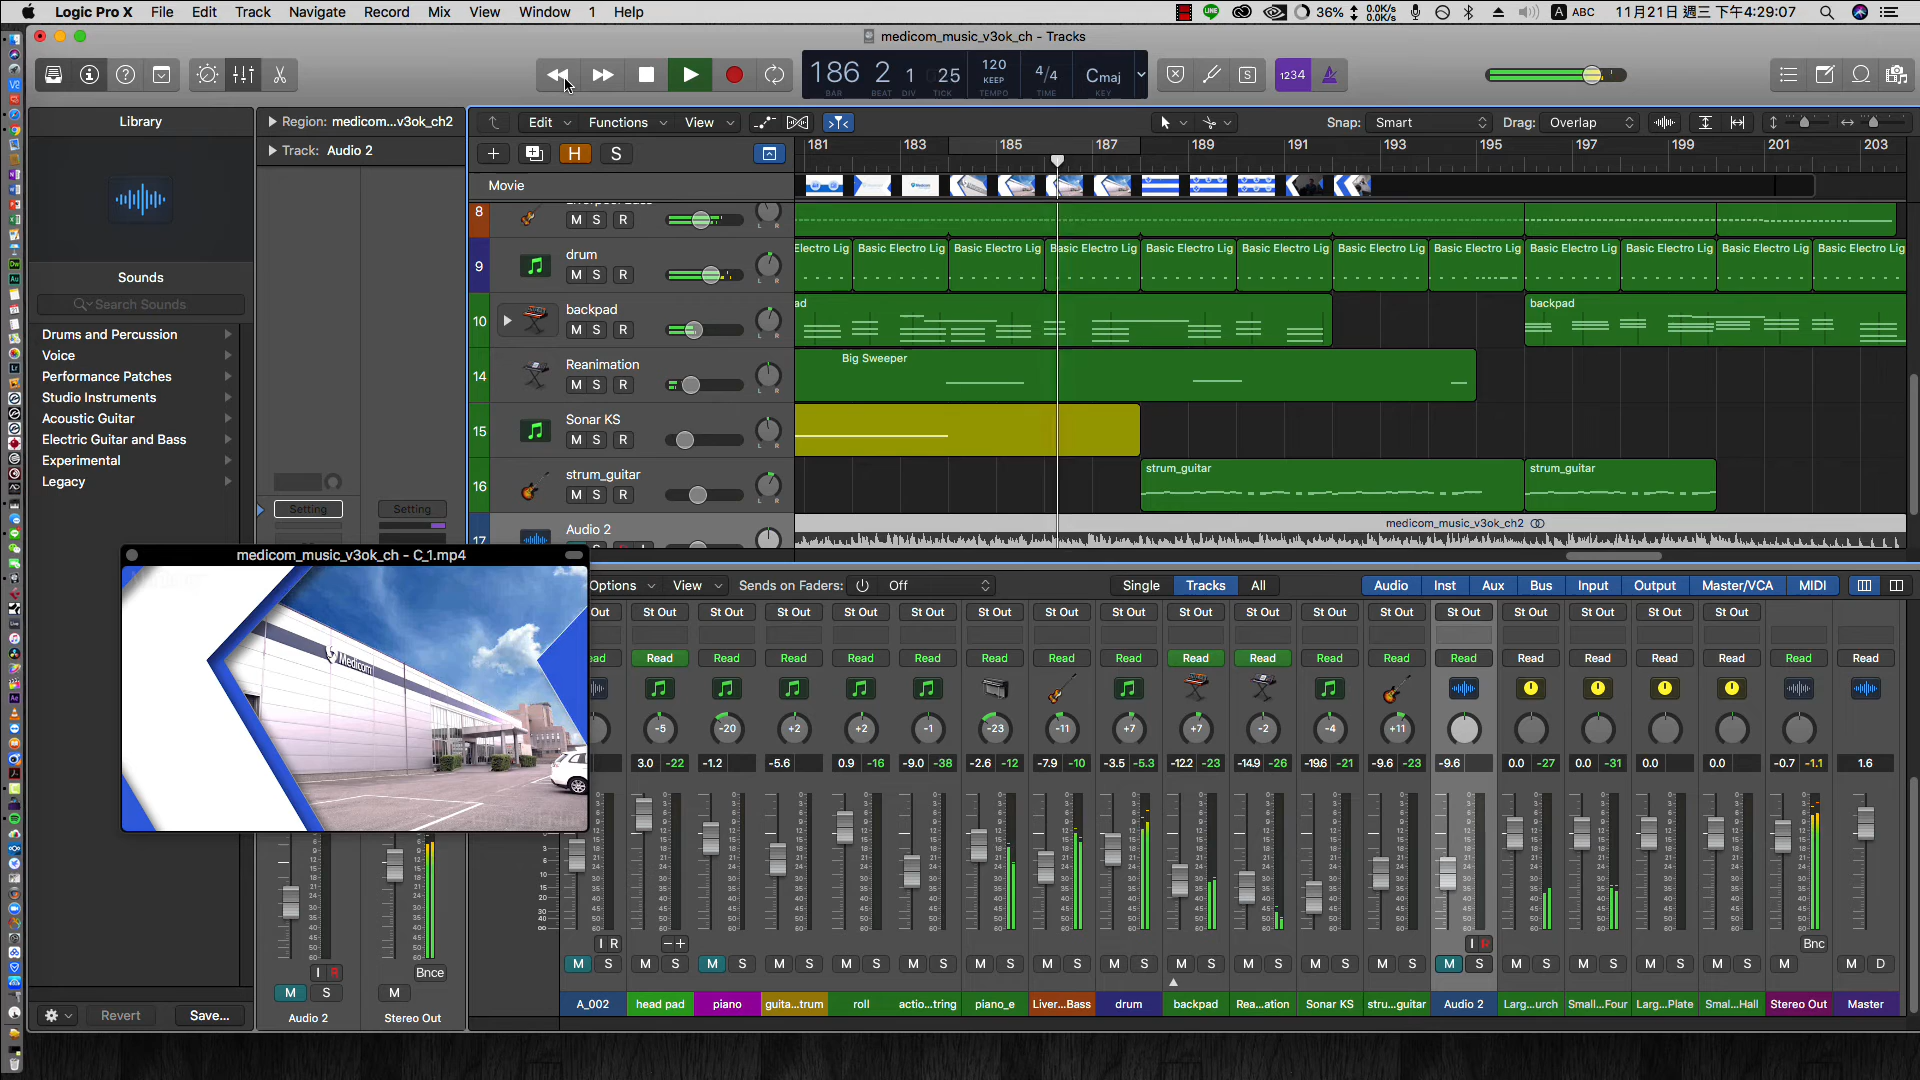 Logic Pro X File Edit Track Navigate Record Mix View Window 1 Help
36% 0.0K/s 0.0K/s A ABC 11月21日 週三 下午4:29:07
medicom_music_v3ok_ch - Tracks
186 2 1 025 120 KEEP 4/4 Cmaj
BAR BEAT DIV TICK TEMPO TIME KEY
S 1234
Library
Region: medicom...v3ok_ch2
Track: Audio 2
Edit Functions View
Snap: Smart Drag: Overlap
H S
181 183 185 187 189 191 193 195 197 199 201 203
Movie
8
M S R
9 drum
M S R
Electro Lig Basic Electro Lig Basic Electro Lig Basic Electro Lig Basic Electro Lig Basic Electro Lig Basic Electro Lig Basic Electro Lig Basic Electro Lig Basic Electro Lig Basic Electro Lig Basic Electro
10 backpad
M S R
ad backpad
14 Reanimation
M S R
Big Sweeper
15 Sonar KS
M S R
16 strum_guitar
M S R
strum_guitar strum_guitar
17 Audio 2
medicom_music_v3ok_ch2
Sounds
Search Sounds
Drums and Percussion
Voice
Performance Patches
Studio Instruments
Acoustic Guitar
Electric Guitar and Bass
Experimental
Legacy
Setting Setting
medicom_music_v3ok_ch - C_1.mp4
Medicom
Options View Sends on Faders: Off
Single Tracks All
Audio Inst Aux Bus Input Output Master/VCA MIDI
Out St Out St Out St Out St Out St Out St Out St Out St Out St Out St Out St Out St Out St Out St Out St Out St Out St Out
ead Read Read Read Read Read Read Read Read Read Read Read Read Read Read Read Read Read Read Read
-5 -20 +2 +2 -1 -23 -11 +7 +7 -2 -4 +11
3.0 -22 -1.2 -5.6 0.9 -16 -9.0 -38 -2.6 -12 -7.9 -10 -3.5 -5.3 -12.2 -23 -14.9 -26 -19.6 -21 -9.6 -23 -9.6 0.0 -27 0.0 -31 0.0 0.0 -0.7 -1.1 1.6
I R I R Bnc
M S M S M S M S M S M S M S M S M S M S M S M S M S M S M S M S M S M S M M D
A_002 head pad piano guita...trum roll actio...tring piano_e Liver...Bass drum backpad Rea...ation Sonar KS stru...guitar Audio 2 Larg...urch Small...Four Larg...Plate Smal...Hall Stereo Out Master
I R Bnce
M S M
Audio 2 Stereo Out
Revert Save...